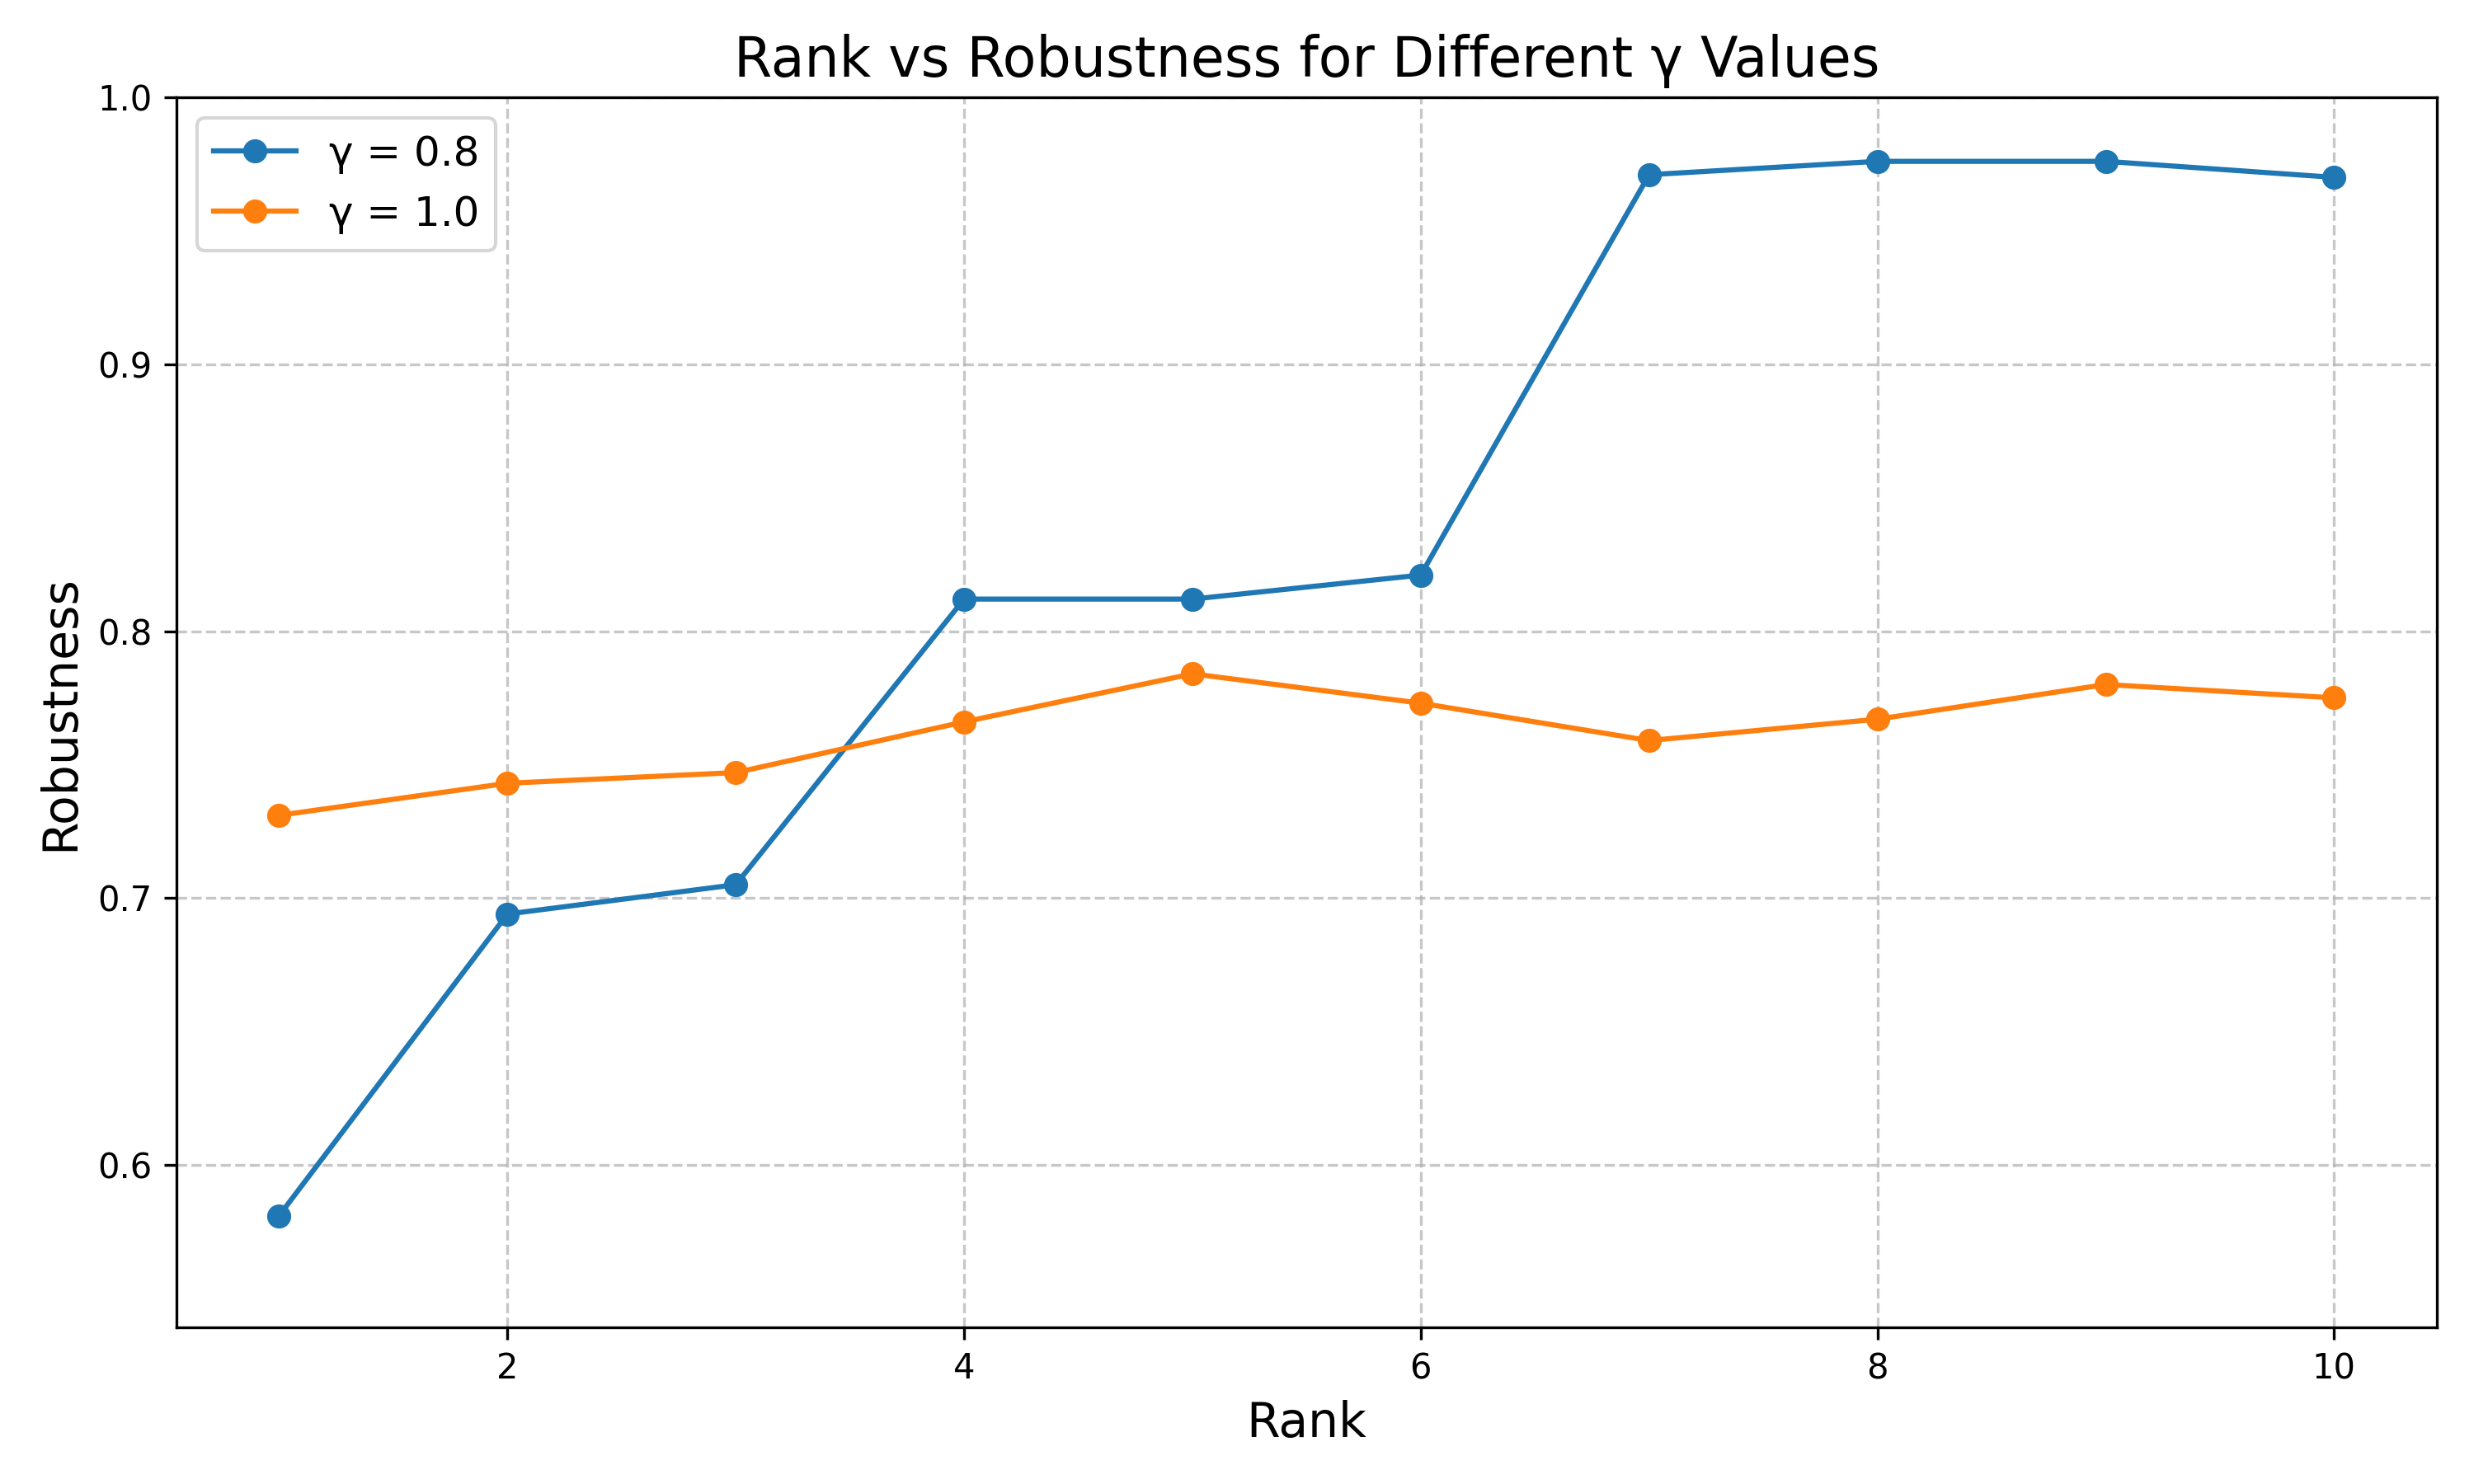 Rank vs Robustness for Different γ Values
γ = 0.8
γ = 1.0
1.0
0.9
0.8
0.7
0.6
Robustness
2 4 6 8 10
Rank